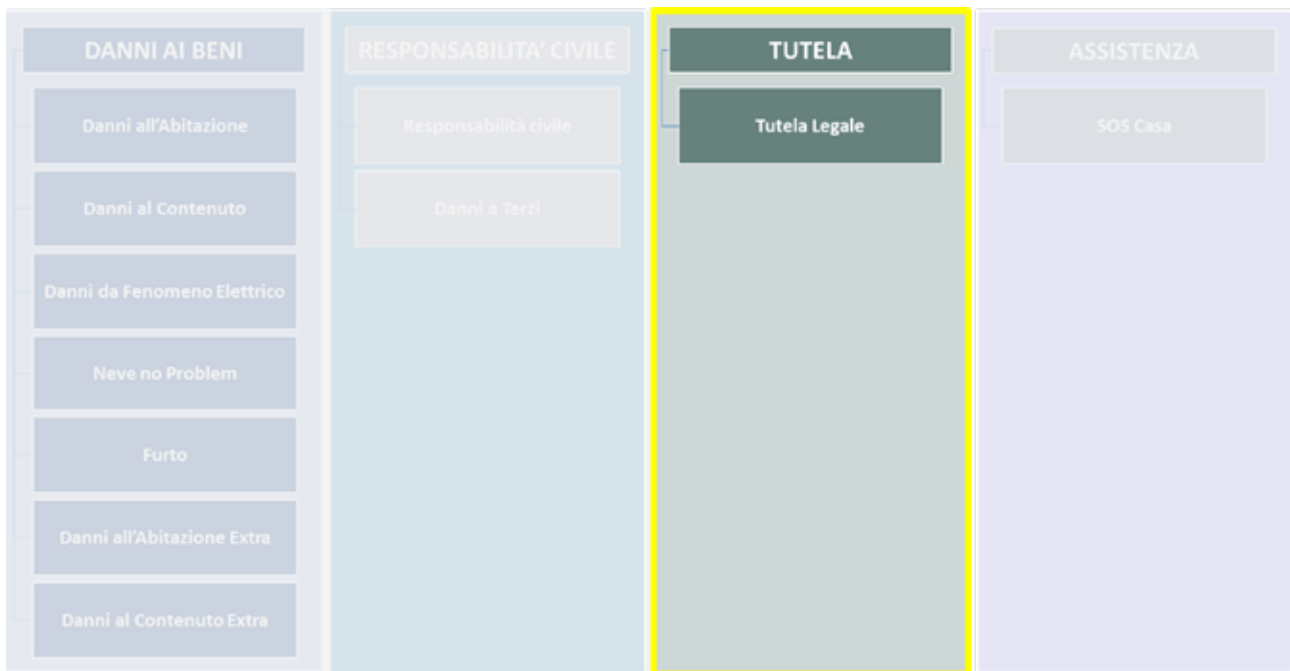 DANNI AI BENI
Danni all'Abitazione
Danni al Contenuto
Danni da Fenomeno Elettrico
Neve no Problem
Furto
Danni all'Abitazione Extra
Danni al Contenuto Extra
RESPONSABILITA' CIVILE
Responsabilità civile
Danni a Terzi
TUTELA
Tutela Legale
ASSISTENZA
SOS Casa